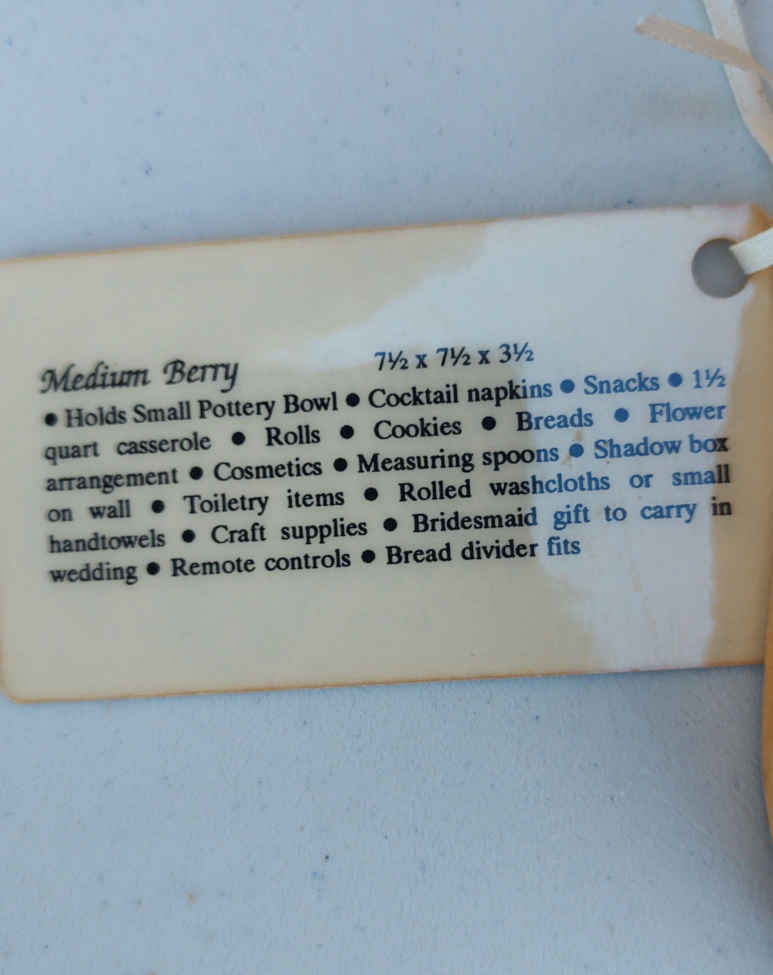 Medium Berry 7½ x 7½ x 3½
● Holds Small Pottery Bowl ● Cocktail napkins ● Snacks ● 1½
quart casserole ● Rolls ● Cookies ● Breads ● Flower
arrangement ● Cosmetics ● Measuring spoons ● Shadow box
on wall ● Toiletry items ● Rolled washcloths or small
handtowels ● Craft supplies ● Bridesmaid gift to carry in
wedding ● Remote controls ● Bread divider fits